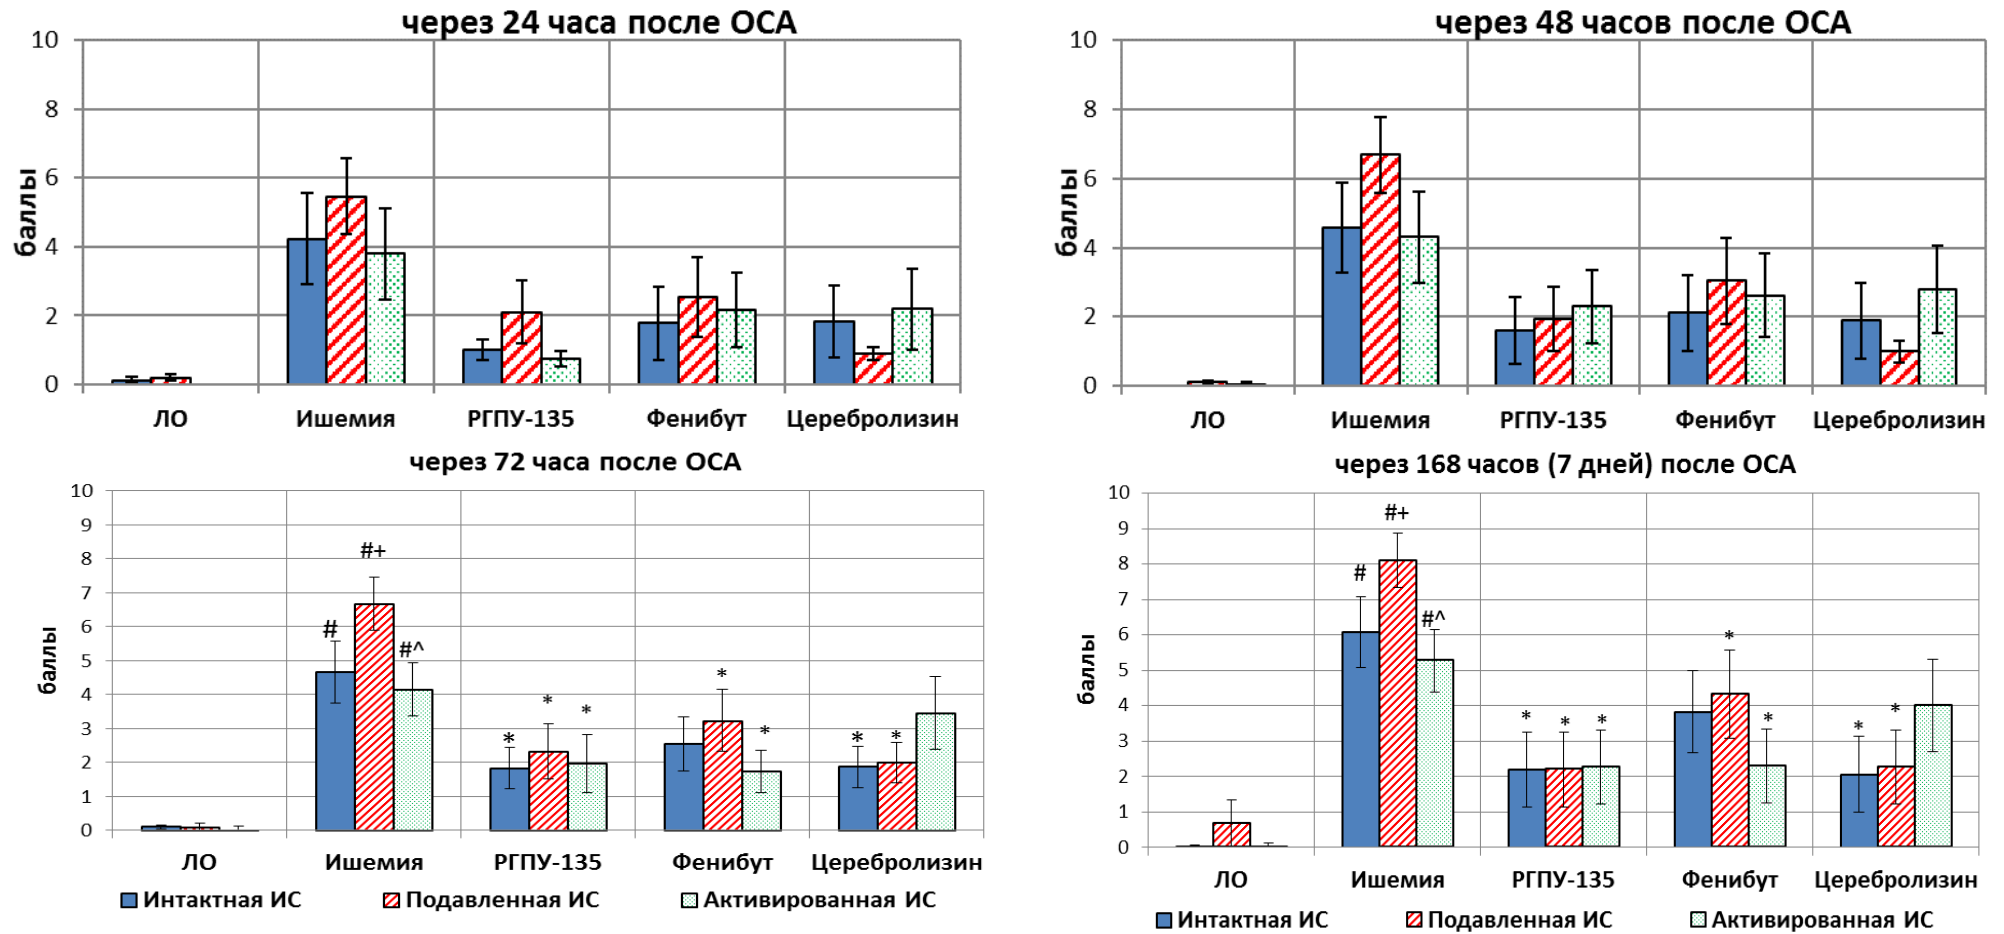 через 24 часа после ОСА
10
8
6
4
2
0
баллы
ЛО Ишемия РГПУ-135 Фенибут Церебролизин
через 48 часов после ОСА
10
8
6
4
2
0
баллы
ЛО Ишемия РГПУ-135 Фенибут Церебролизин
через 72 часа после ОСА
10
9
8
7
6
5
4
3
2
1
0
баллы
#
#+
#^
* * *
* *
* *
ЛО Ишемия РГПУ-135 Фенибут Церебролизин
Интактная ИС Подавленная ИС Активированная ИС
через 168 часов (7 дней) после ОСА
10
9
8
7
6
5
4
3
2
1
0
баллы
#
#+
#^
* * *
* *
* *
ЛО Ишемия РГПУ-135 Фенибут Церебролизин
Интактная ИС Подавленная ИС Активированная ИС